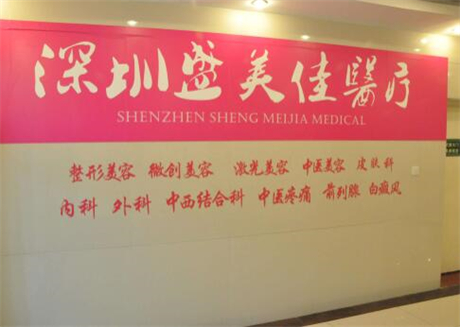 深圳盛美佳醫疗
SHENZHEN SHENG MEIJIA MEDICAL
整形美容 微创美容 激光美容 中医美容 皮肤科
内科 外科 中西结合科 中医疼痛 前列腺 白癜风